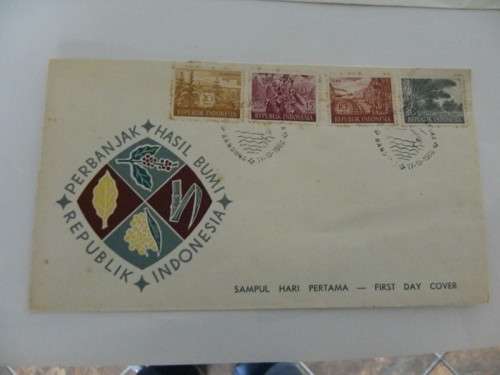 REPUBLIK INDONESIA
REPUBLIK INDONESIA
REPUBLIK INDONESIA
REPUBLIK INDONESIA
BANDUNG
PERBANJAK
HASIL BUMI
REPUBLIK
INDONESIA
SAMPUL HARI PERTAMA — FIRST DAY COVER